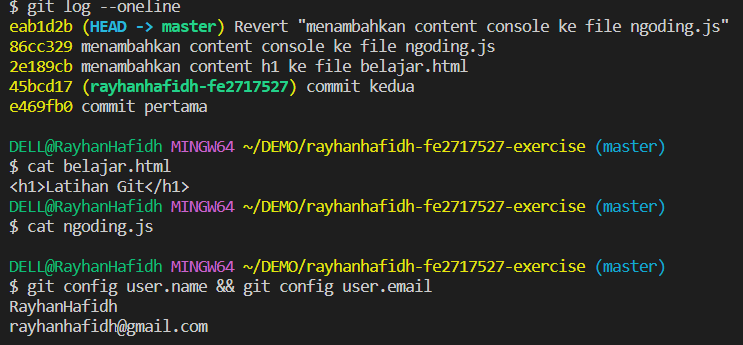 $ git log --oneline
eab1d2b (HEAD -> master) Revert "menambahkan content console ke file ngoding.js"
86cc329 menambahkan content console ke file ngoding.js
2e189cb menambahkan content h1 ke file belajar.html
45bcd17 (rayhanhafidh-fe2717527) commit kedua
e469fb0 commit pertama
DELL@RayhanHafidh MINGW64 ~/DEMO/rayhanhafidh-fe2717527-exercise (master)
$ cat belajar.html
<h1>Latihan Git</h1>
DELL@RayhanHafidh MINGW64 ~/DEMO/rayhanhafidh-fe2717527-exercise (master)
$ cat ngoding.js
DELL@RayhanHafidh MINGW64 ~/DEMO/rayhanhafidh-fe2717527-exercise (master)
$ git config user.name && git config user.email
RayhanHafidh
rayhanhafidh@gmail.com